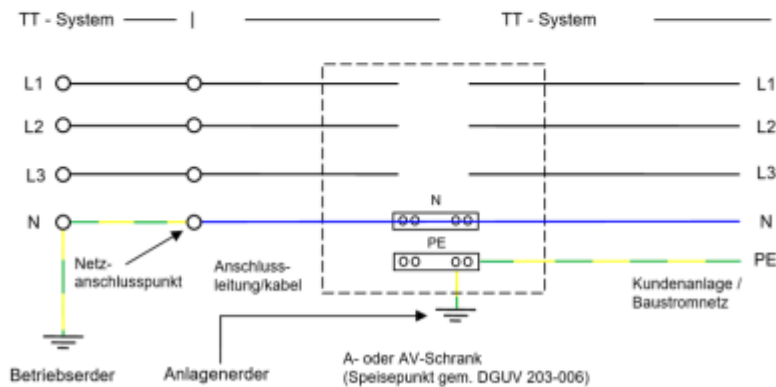 TT - System
TT - System
L1
L1
L2
L2
L3
L3
N
N
N
PE
PE
Netz-
anschlusspunkt
Anschluss-
leitung/kabel
Kundenanlage /
Baustromnetz
Betriebserder
Anlagenerder
A- oder AV-Schrank
(Speisepunkt gem. DGUV 203-006)